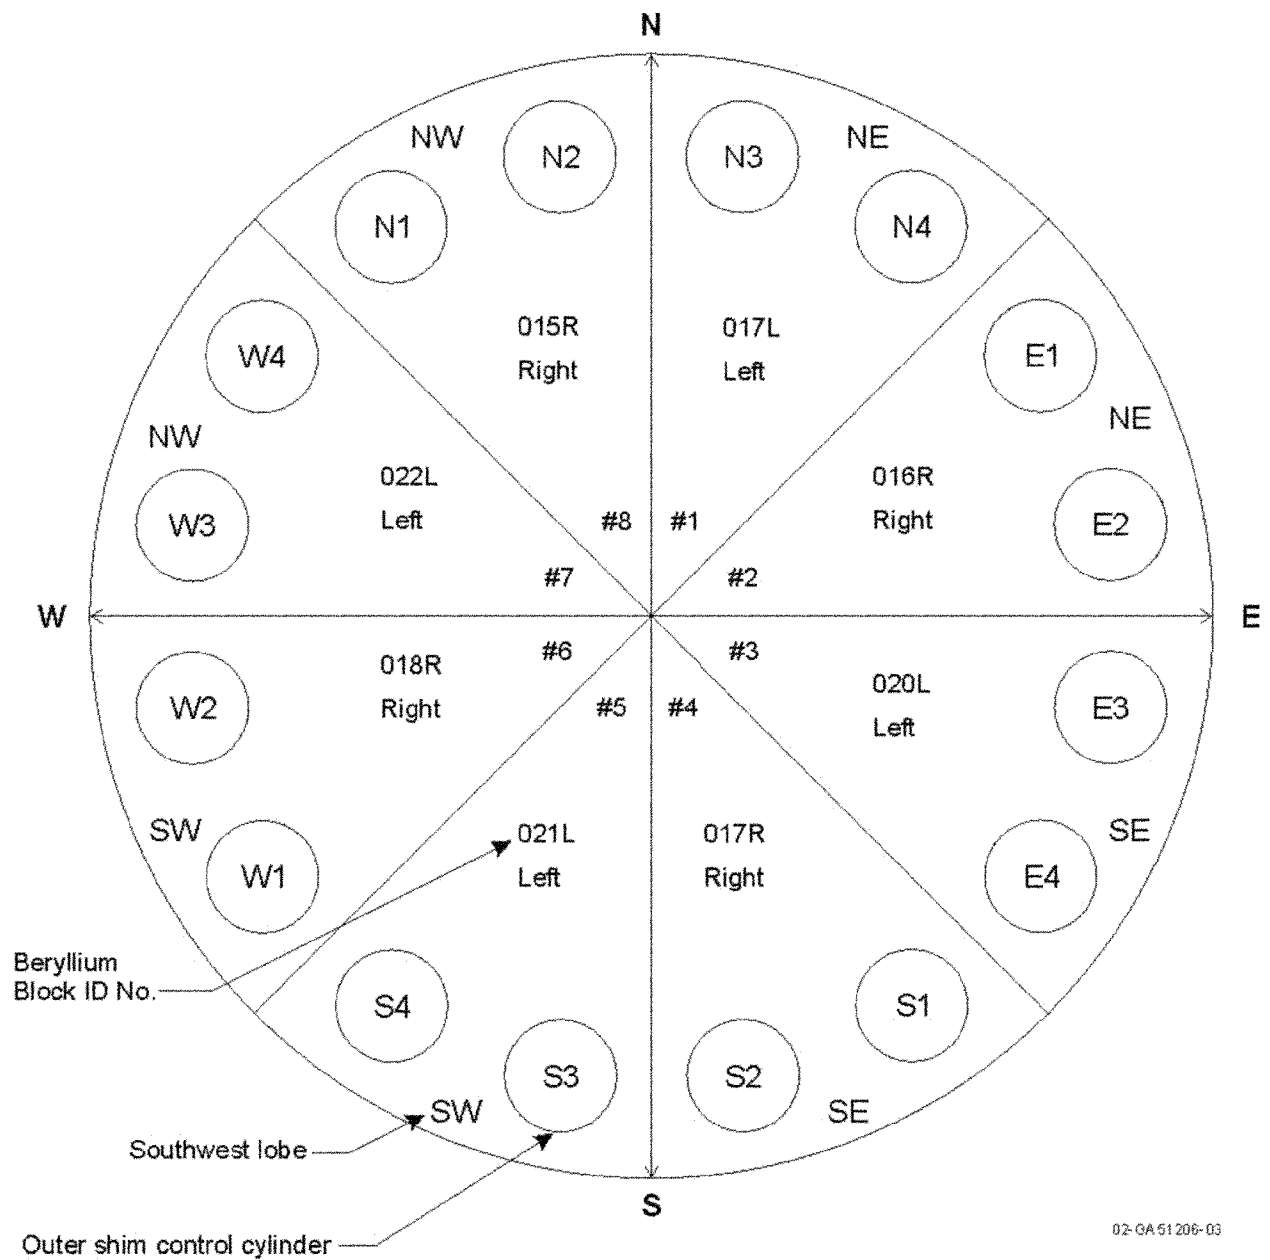 N
NW
N2
N3
NE
N1
N4
015R
Right
017L
Left
W4
E1
NW
NE
022L
Left
016R
Right
W3
E2
#8
#1
#7
#2
W
E
#6
#3
018R
Right
020L
Left
W2
E3
#5
#4
SW
SE
021L
Left
017R
Right
W1
E4
Beryllium
Block ID No.
S4
S1
S3
S2
SW
SE
Southwest lobe
S
Outer shim control cylinder
02-GA51206-03